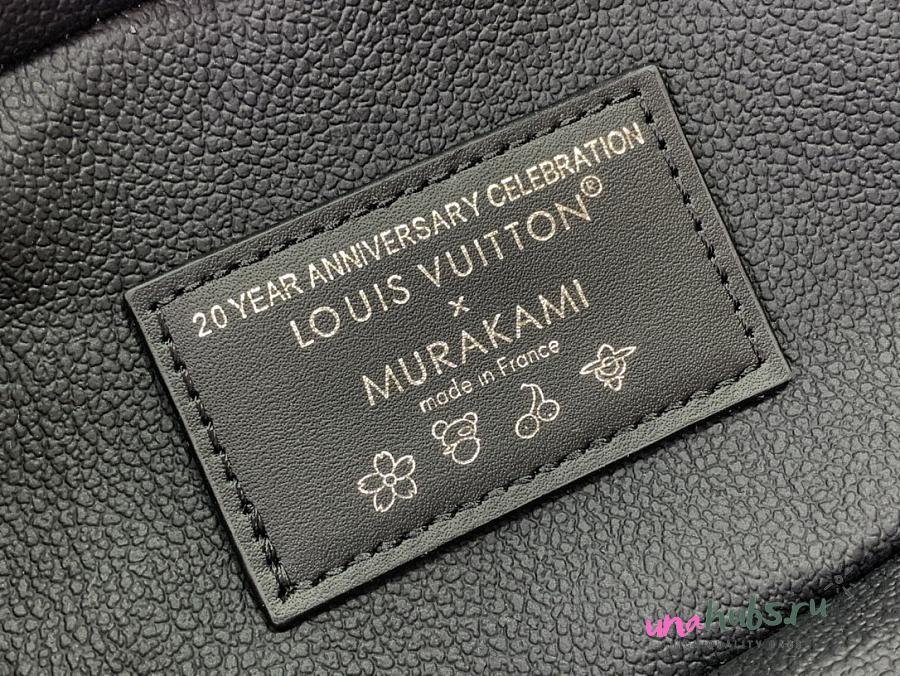 20 YEAR ANNIVERSARY CELEBRATION
LOUIS VUITTON®
x
MURAKAMI
made in France
unahubs.ru